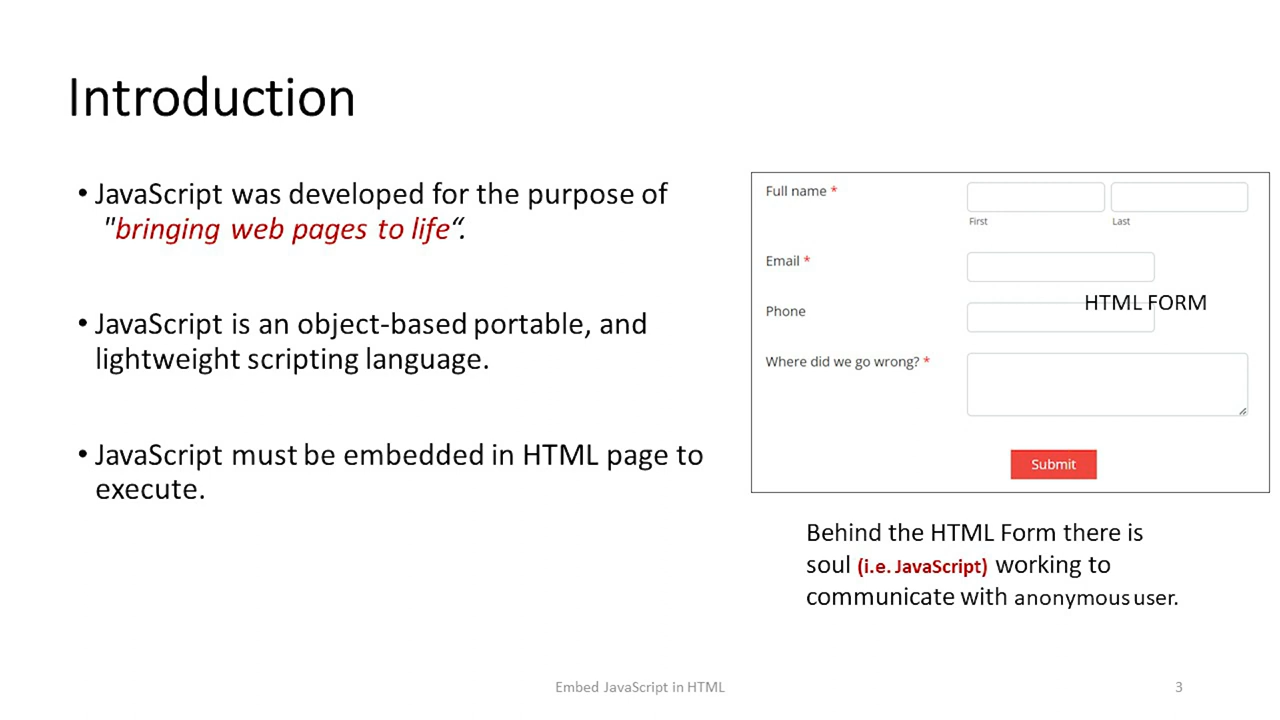 Introduction
• JavaScript was developed for the purpose of
"bringing web pages to life“.
• JavaScript is an object-based portable, and
lightweight scripting language.
• JavaScript must be embedded in HTML page to
execute.
Full name *
First Last
Email *
HTML FORM
Phone
Where did we go wrong? *
Submit
Behind the HTML Form there is
soul (i.e. JavaScript) working to
communicate with anonymous user.
Embed JavaScript in HTML 3